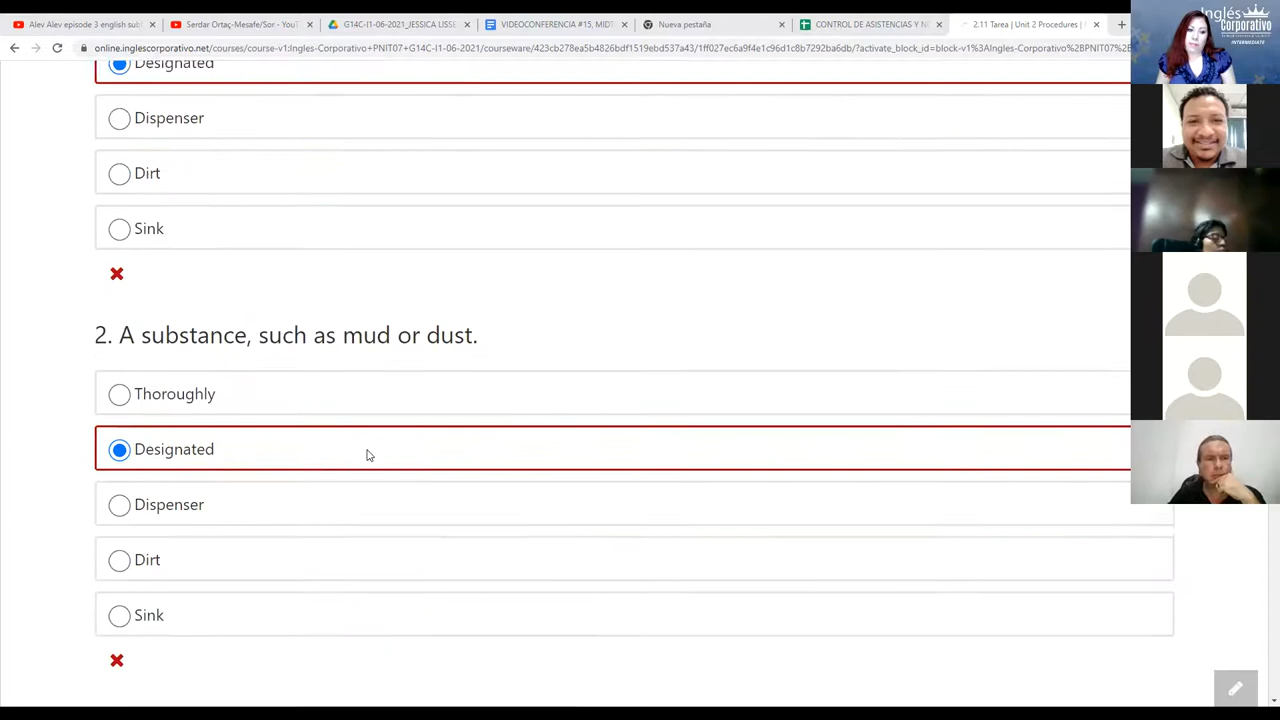 Alev Alev episode 3 english sub
Serdar Ortaç-Mesafe/Sor - YouT
G14C-I1-06-2021_JESSICA LISSE
VIDEOCONFERENCIA #15, MIDT
Nueva pestaña
CONTROL DE ASISTENCIAS Y N
2.11 Tarea | Unit 2 Procedures |
Inglés
Corporativo
INTERMEDIATE
Designated
Dispenser
Dirt
Sink
2. A substance, such as mud or dust.
Thoroughly
Designated
Dispenser
Dirt
Sink